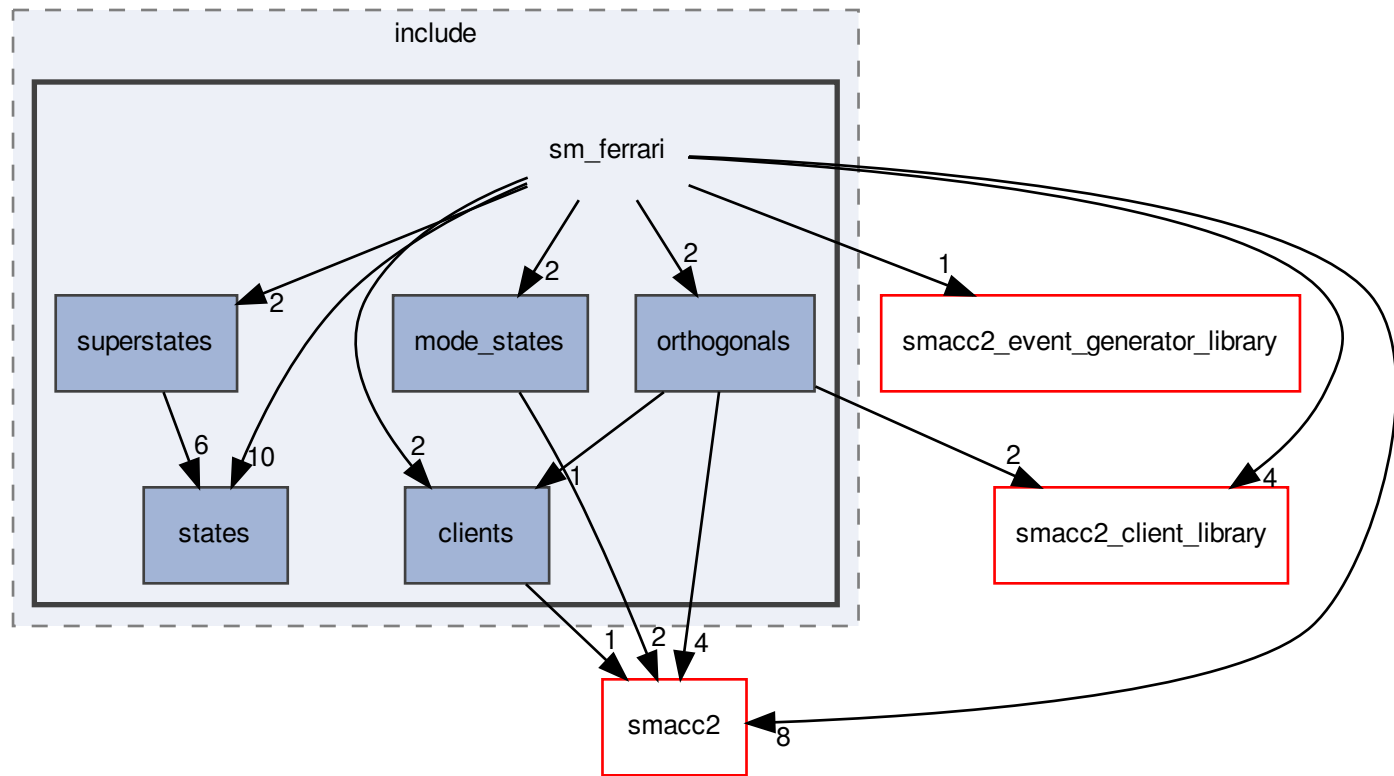 include
sm_ferrari
2
2
2
1
superstates
mode_states
orthogonals
smacc2_event_generator_library
6
10
2
1
2
4
states
clients
smacc2_client_library
1
2
4
smacc2
8